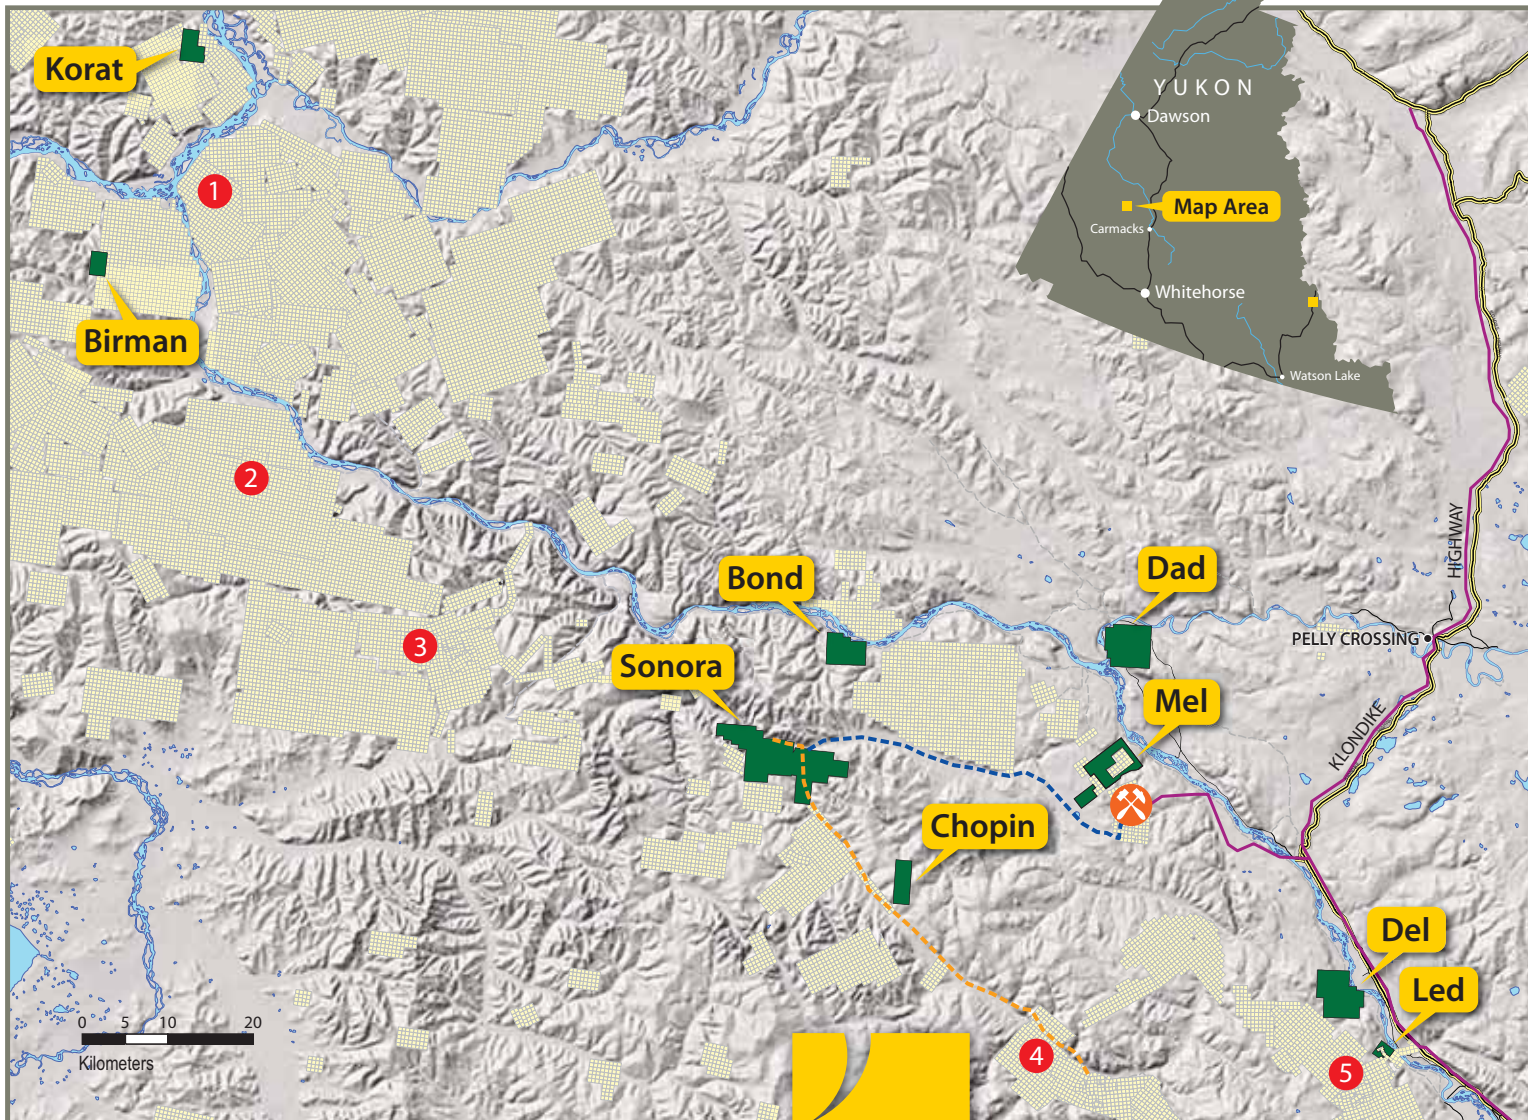 Korat
YUKON
Dawson
1
Map Area
Carmacks
Birman
Whitehorse
Watson Lake
2
HIGHWAY
Bond
Dad
3
PELLY CROSSING
Sonora
Mel
KLONDIKE
Chopin
Del
Led
0 5 10 20
Kilometers
4
5